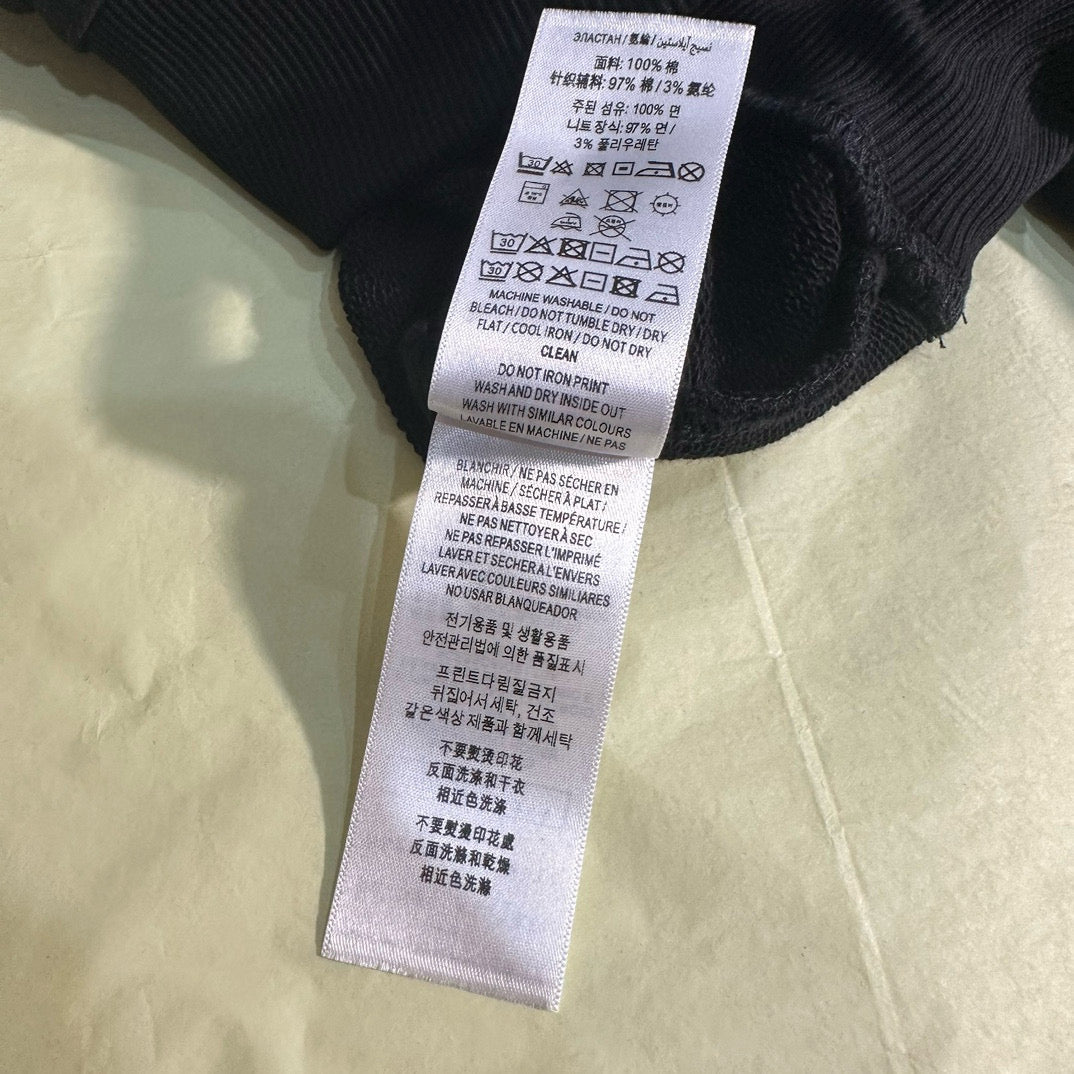 ЭЛАСТАН / 氨綸 / نسيج إيلاستين
面料: 100% 棉
针织辅料: 97% 棉 / 3% 氨纶
주된 섬유: 100% 면
니트 장식: 97% 면 /
3% 폴리우레탄
30
30
30
MACHINE WASHABLE / DO NOT
BLEACH / DO NOT TUMBLE DRY / DRY
FLAT / COOL IRON / DO NOT DRY
CLEAN
DO NOT IRON PRINT
WASH AND DRY INSIDE OUT
WASH WITH SIMILAR COLOURS
LAVABLE EN MACHINE / NE PAS
BLANCHIR / NE PAS SÉCHER EN
MACHINE / SÉCHER À PLAT /
REPASSER À BASSE TEMPÉRATURE /
NE PAS NETTOYER À SEC
NE PAS REPASSER L'IMPRIMÉ
LAVER ET SECHER A L'ENVERS
LAVER AVEC COULEURS SIMILIARES
NO USAR BLANQUEADOR
전기용품 및 생활용품
안전관리법에 의한 품질표시
프린트다림질금지
뒤집어서 세탁, 건조
같은 색상 제품과 함께세탁
不要熨烫印花
反面洗涤和干衣
相近色洗涤
不要熨燙印花處
反面洗滌和乾燥
相近色洗滌